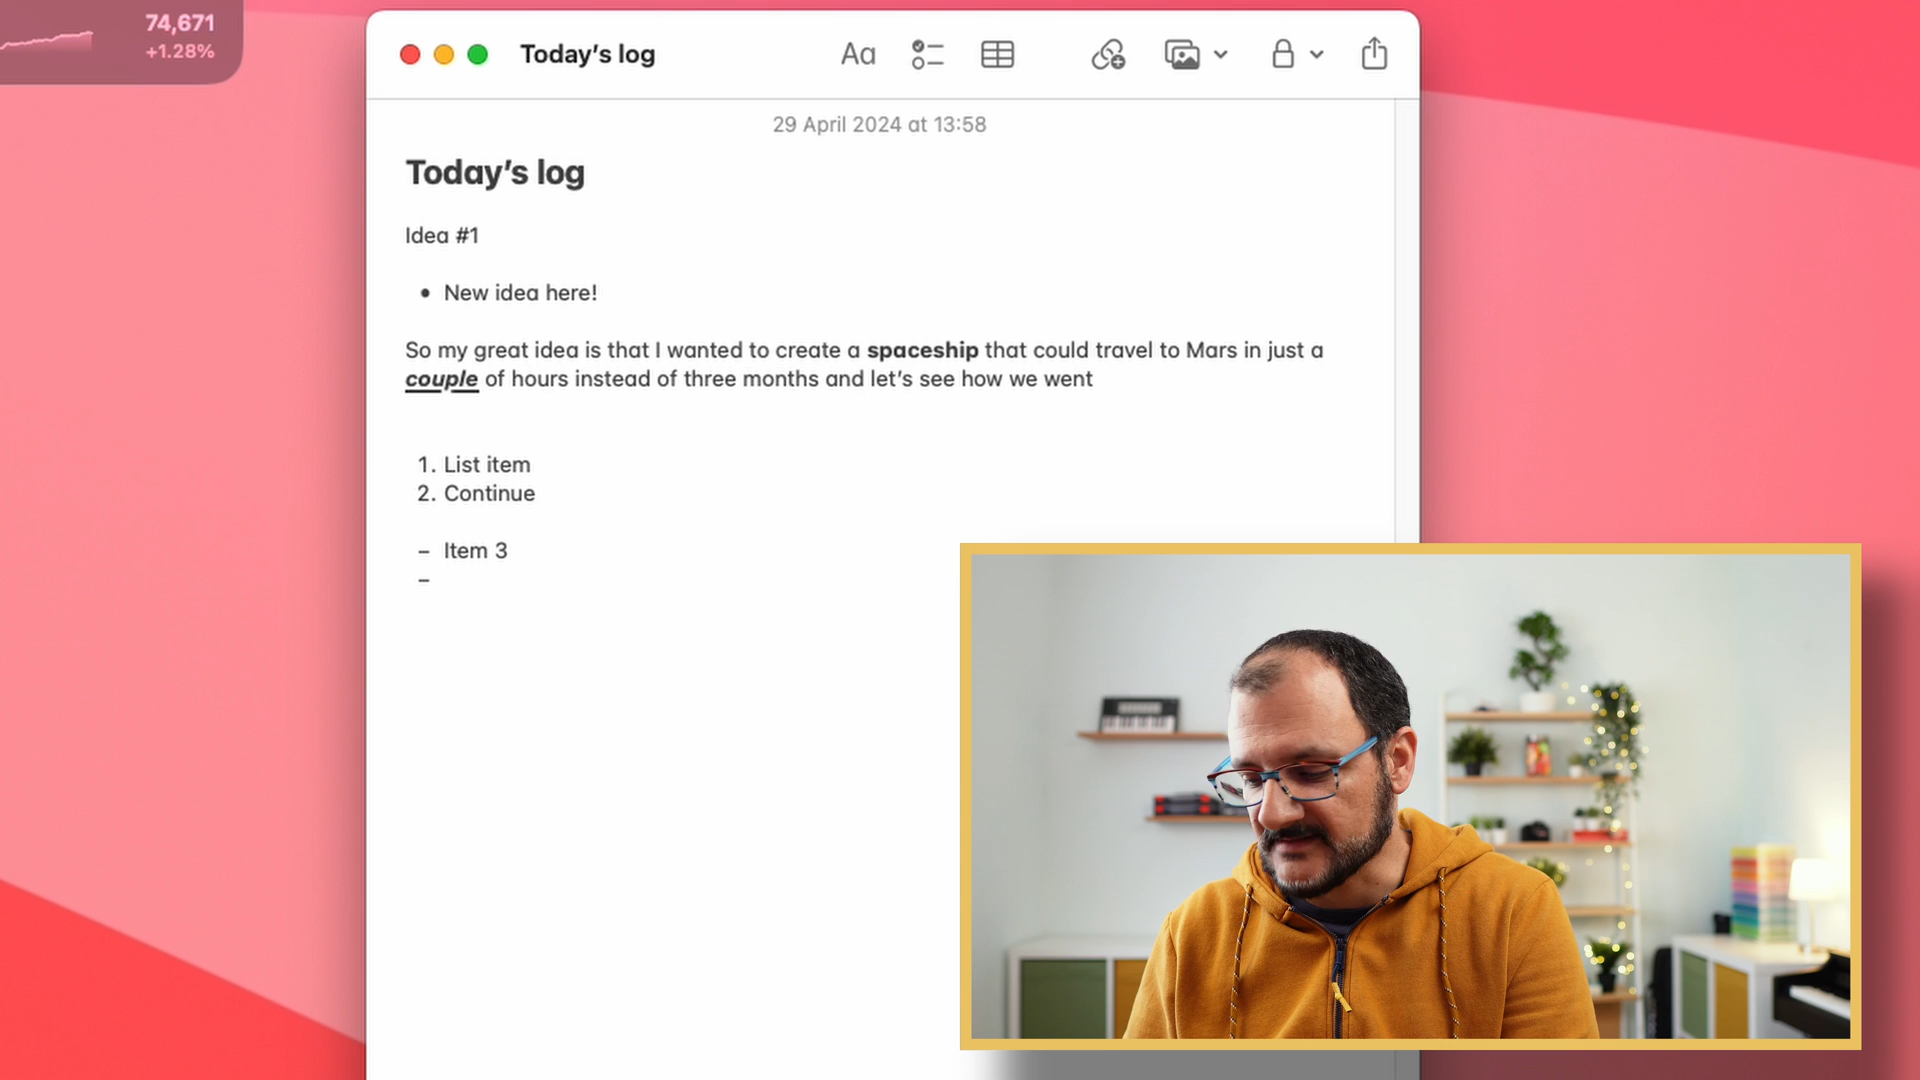 74,671
+1.28%
Today's log
Aa
29 April 2024 at 13:58
Today's log
Idea #1
• New idea here!
So my great idea is that I wanted to create a spaceship that could travel to Mars in just a
couple of hours instead of three months and let's see how we went
1. List item
2. Continue
– Item 3
–